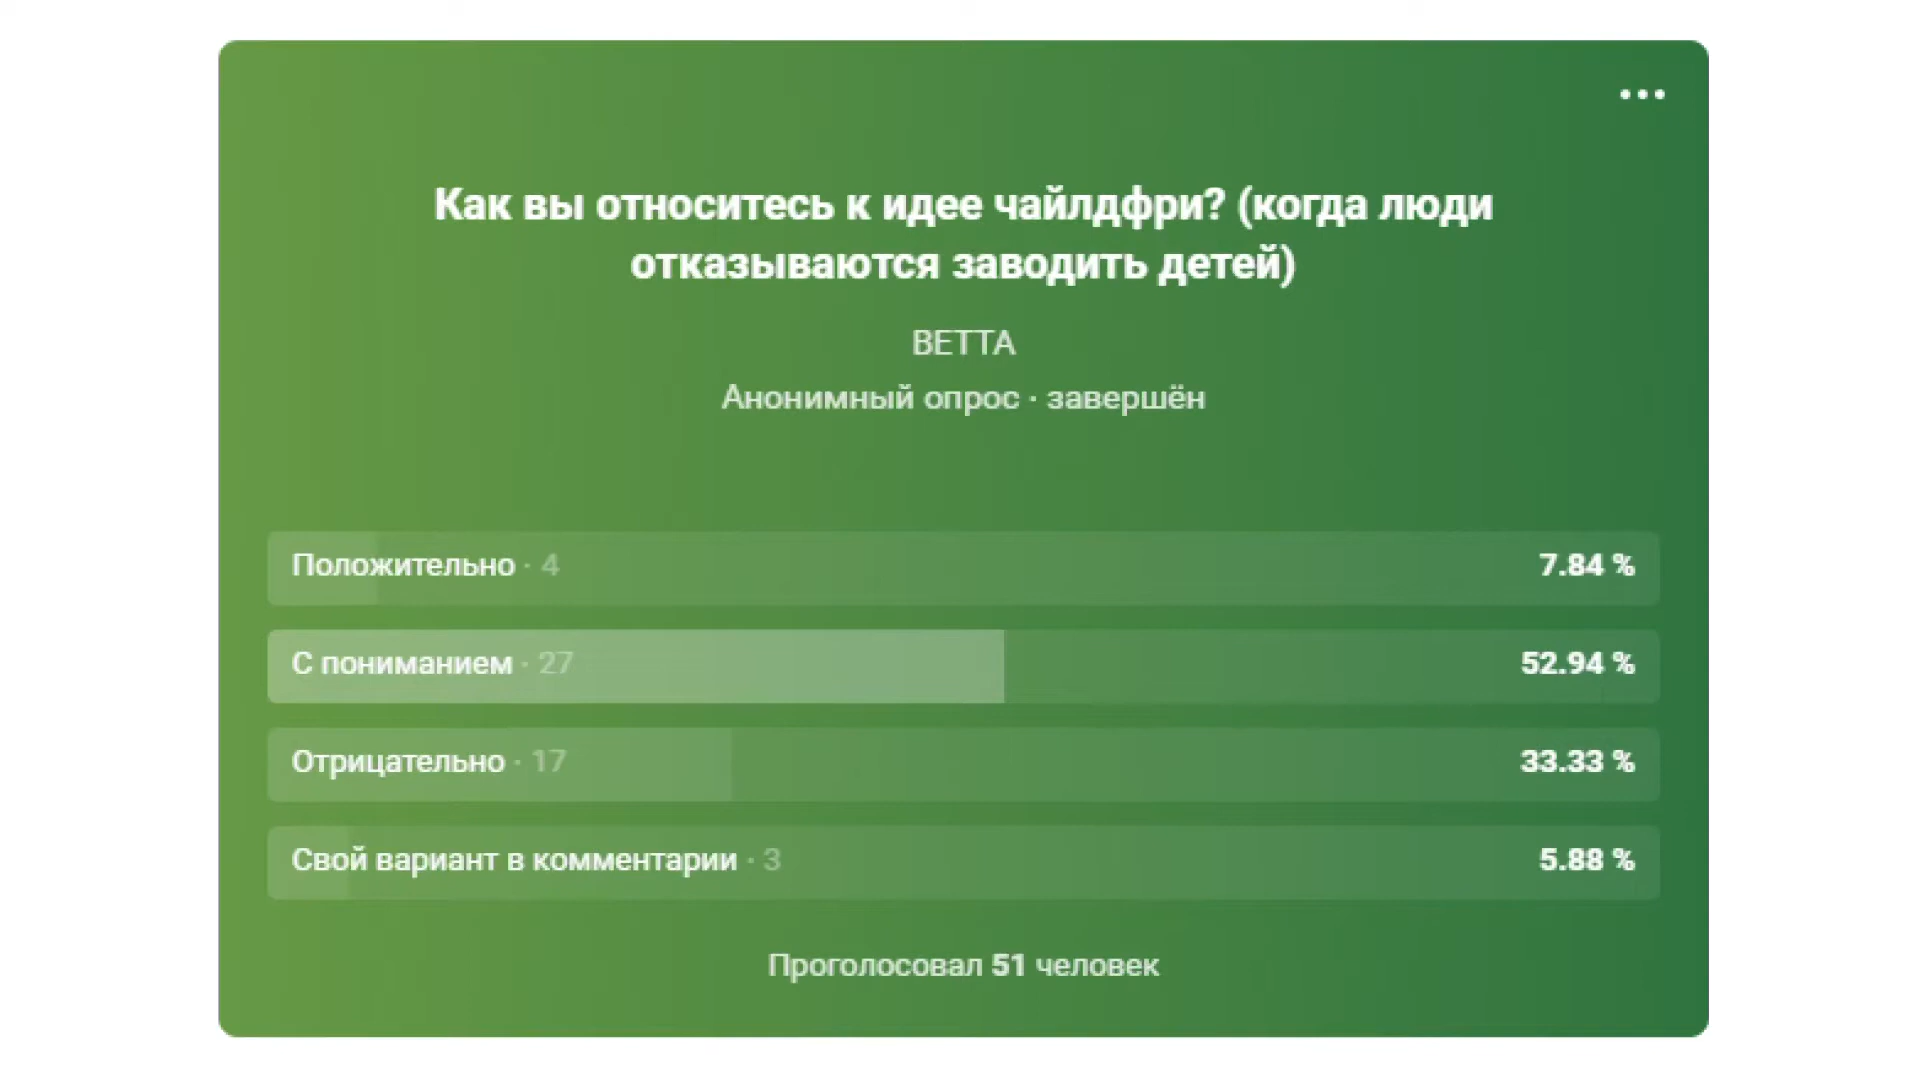 Как вы относитесь к идее чайлдфри? (когда люди
отказываются заводить детей)
ВЕТТА
Анонимный опрос · завершён
Положительно · 4 7.84 %
С пониманием · 27 52.94 %
Отрицательно · 17 33.33 %
Свой вариант в комментарии · 3 5.88 %
Проголосовал 51 человек